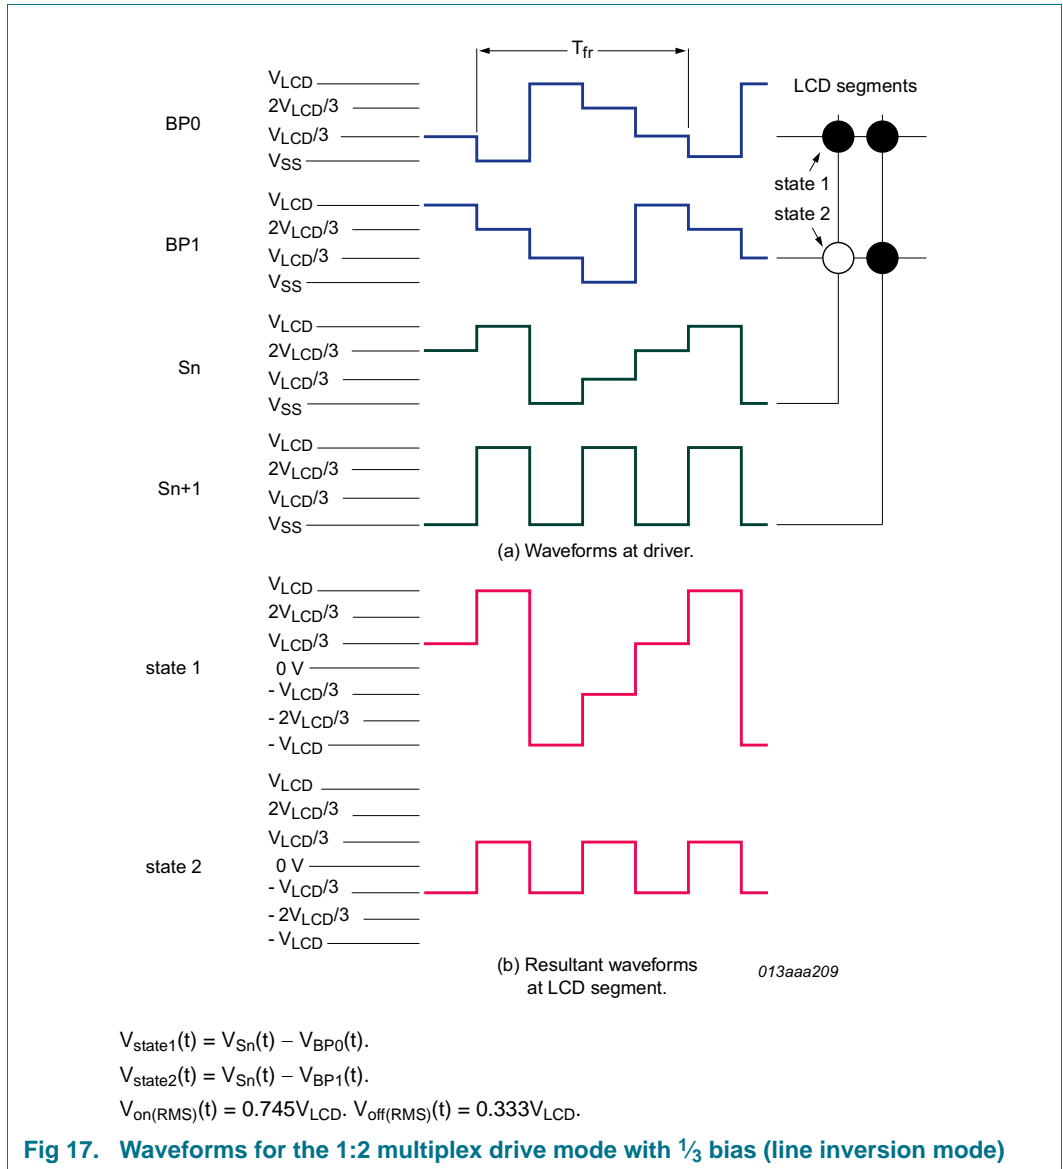 Tfr
BP0
VLCD
2VLCD/3
VLCD/3
VSS
LCD segments
state 1
state 2
BP1
VLCD
2VLCD/3
VLCD/3
VSS
Sn
VLCD
2VLCD/3
VLCD/3
VSS
Sn+1
VLCD
2VLCD/3
VLCD/3
VSS
(a) Waveforms at driver.
state 1
VLCD
2VLCD/3
VLCD/3
0 V
- VLCD/3
- 2VLCD/3
- VLCD
state 2
VLCD
2VLCD/3
VLCD/3
0 V
- VLCD/3
- 2VLCD/3
- VLCD
(b) Resultant waveforms
at LCD segment.
013aaa209
Vstate1(t) = VSn(t) − VBP0(t).
Vstate2(t) = VSn(t) − VBP1(t).
Von(RMS)(t) = 0.745VLCD. Voff(RMS)(t) = 0.333VLCD.
Fig 17. Waveforms for the 1:2 multiplex drive mode with 1⁄3 bias (line inversion mode)